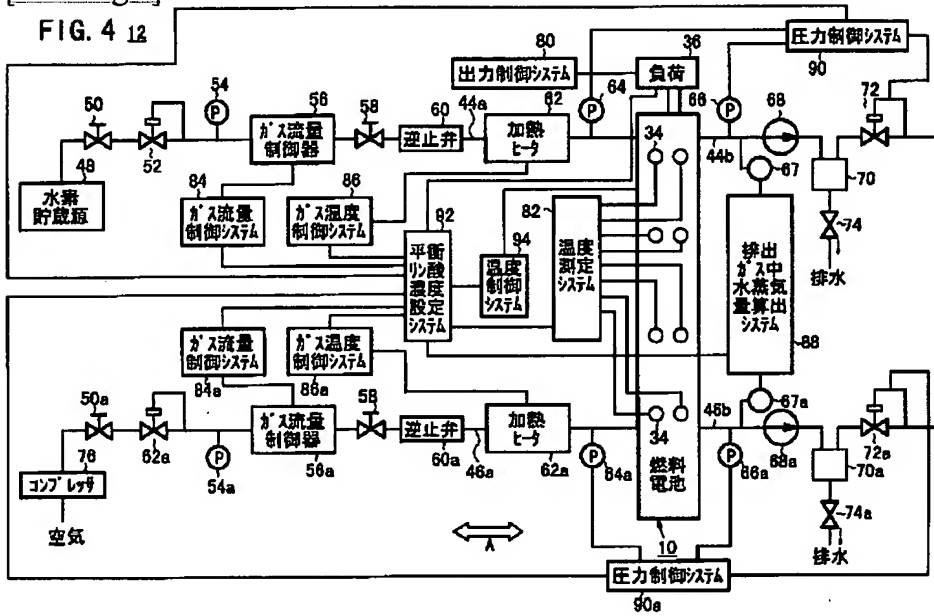 FIG. 4 12
80
出力制御システム
36
負荷
圧力制御システム
90
50
52
54
56
ガス流量
制御器
58
60
逆止弁
44a
62
加熱
ヒータ
64
66
68
44b
67
72
70
74
排水
48
水素
貯蔵源
84
ガス流量
制御システム
86
ガス温度
制御システム
92
平衡
リン酸
濃度
設定
システム
94
温度
制御
システム
82
温度
測定
システム
34
排出
ガス中
水蒸気
量算出
システム
88
ガス流量
制御システム
84a
ガス温度
制御システム
86a
50a
62a
54a
ガス流量
制御器
56a
58
逆止弁
60a
46a
加熱
ヒータ
62a
34
燃料
電池
10
84a
66a
46b
67a
68a
72a
70a
74a
排水
76
コンプレッサ
空気
A
圧力制御システム
90a
P
P
P
P
P
P